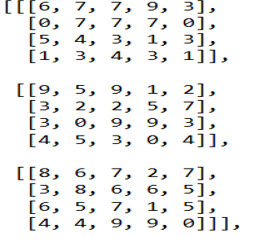 [[[6, 7, 7, 9, 3],
[0, 7, 7, 7, 0],
[5, 4, 3, 1, 3],
[1, 3, 4, 3, 1]],
[[9, 5, 9, 1, 2],
[3, 2, 2, 5, 7],
[3, 0, 9, 9, 3],
[4, 5, 3, 0, 4]],
[[8, 6, 7, 2, 7],
[3, 8, 6, 6, 5],
[6, 5, 7, 1, 5],
[4, 4, 9, 9, 0]]],